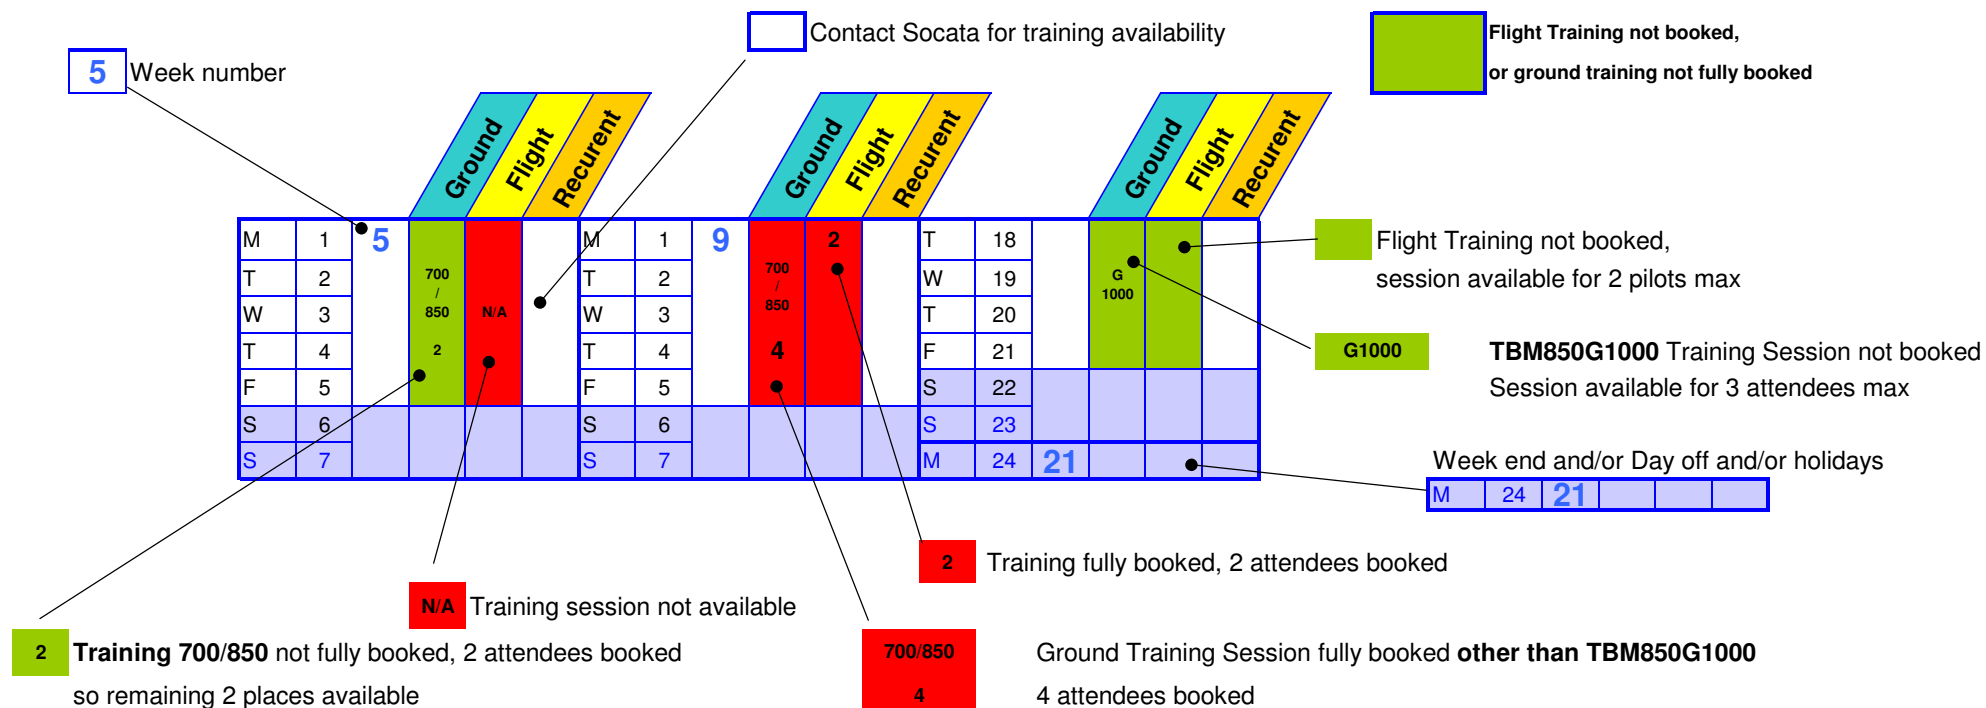 Contact Socata for training availability
Flight Training not booked,
or ground training not fully booked
5 Week number
Ground Flight Recurent Ground Flight Recurent Ground Flight Recurent
M 1 5 M 1 9 2 T 18
T 2 700 T 2 700 W 19 G
/ /
W 3 850 N/A W 3 850 T 20 1000
T 4 2 T 4 4 F 21
F 5 F 5 S 22
S 6 S 6 S 23
S 7 S 7 M 24 21
Flight Training not booked,
session available for 2 pilots max
G1000 TBM850G1000 Training Session not booked
Session available for 3 attendees max
Week end and/or Day off and/or holidays
M 24 21
2 Training fully booked, 2 attendees booked
N/A Training session not available
2 Training 700/850 not fully booked, 2 attendees booked
so remaining 2 places available
700/850 Ground Training Session fully booked other than TBM850G1000
4 4 attendees booked